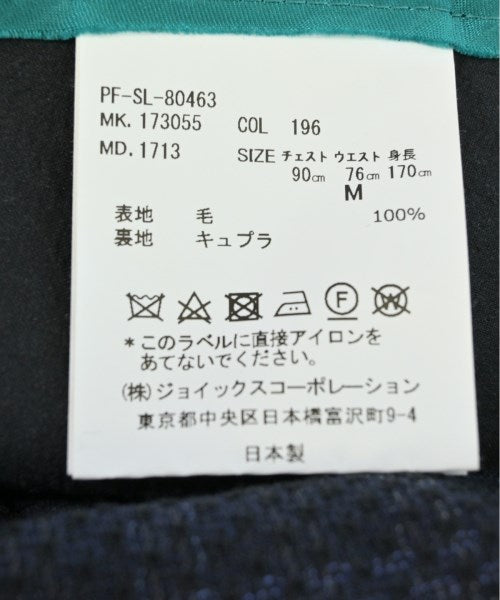 PF-SL-80463
MK. 173055 COL 196
MD. 1713 SIZE チェスト ウエスト 身長
90㎝ 76㎝ 170㎝
M
表地 毛 100%
裏地 キュプラ
F W
*このラベルに直接アイロンを
あてないでください。
(株)ジョイックスコーポレーション
東京都中央区日本橋富沢町9-4
日本製